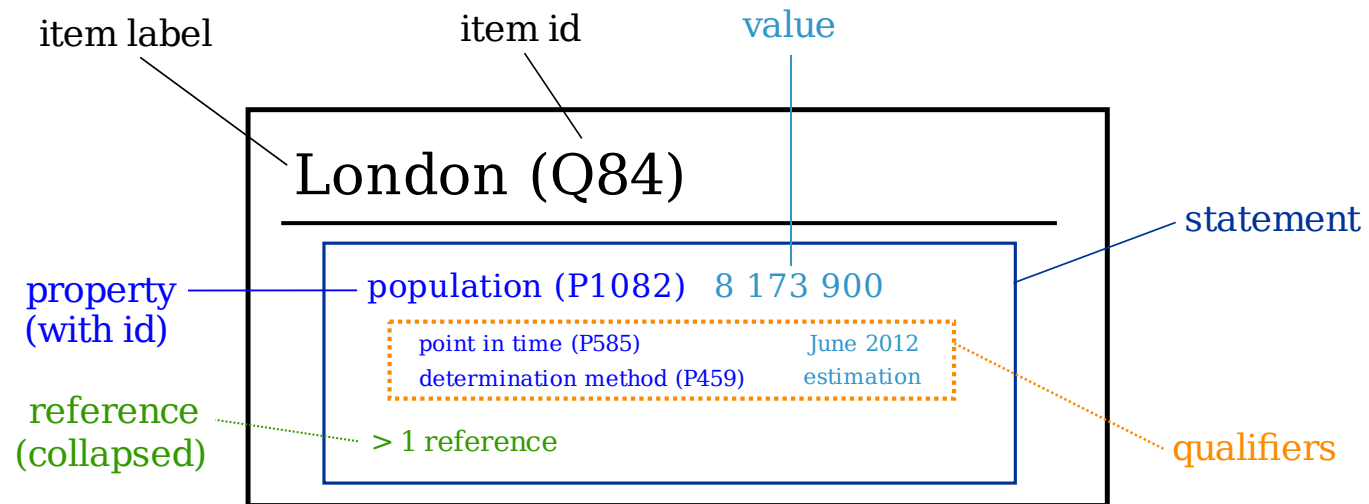 item label
item id
value
London (Q84)
statement
property
(with id)
population (P1082) 8 173 900
point in time (P585) June 2012
determination method (P459) estimation
reference
(collapsed)
> 1 reference
qualifiers